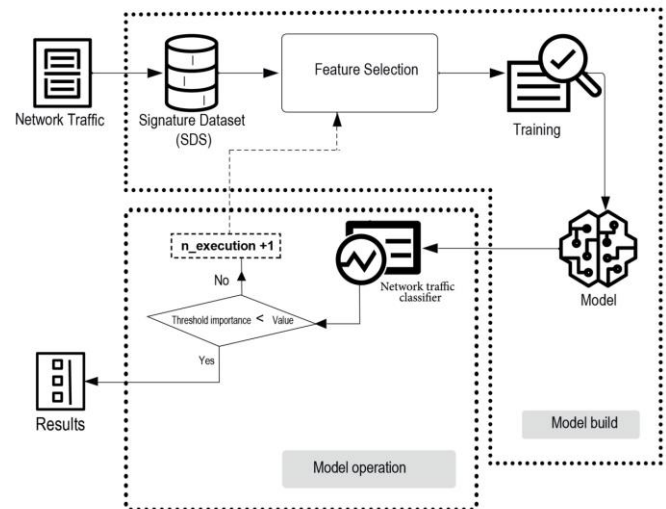 Network Traffic
Signature Dataset
(SDS)
Feature Selection
Training
Model
Network traffic
classifier
n_execution +1
No
Threshold importance < Value
Yes
Results
Model build
Model operation